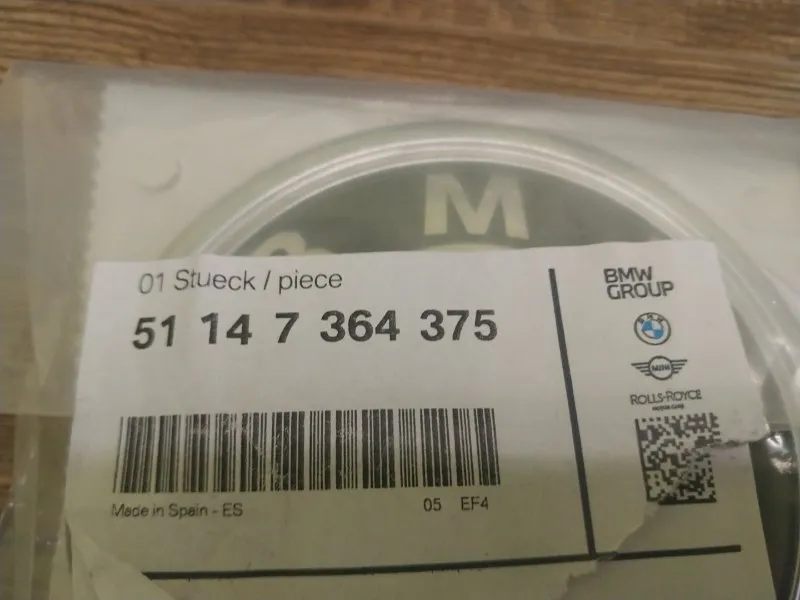 M
01 Stueck / piece
51 14 7 364 375
Made in Spain - ES
05 EF4
BMW
GROUP
MINI
ROLLS-ROYCE
MOTOR CARS